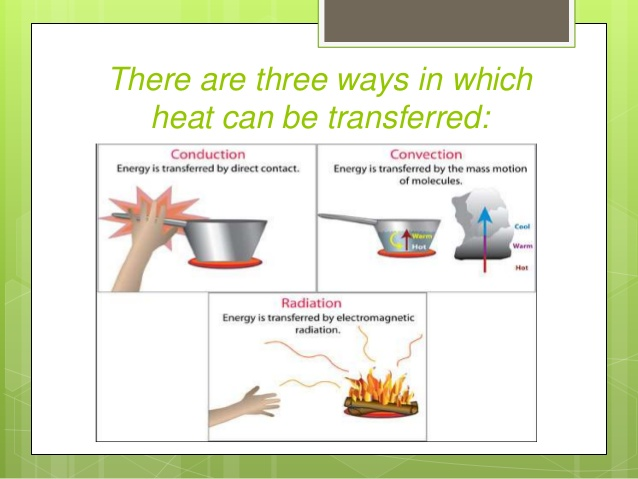 There are three ways in which
heat can be transferred:
Conduction
Energy is transferred by direct contact.
Convection
Energy is transferred by the mass motion
of molecules.
Warm
Hot
Cool
Warm
Hot
Radiation
Energy is transferred by electromagnetic
radiation.